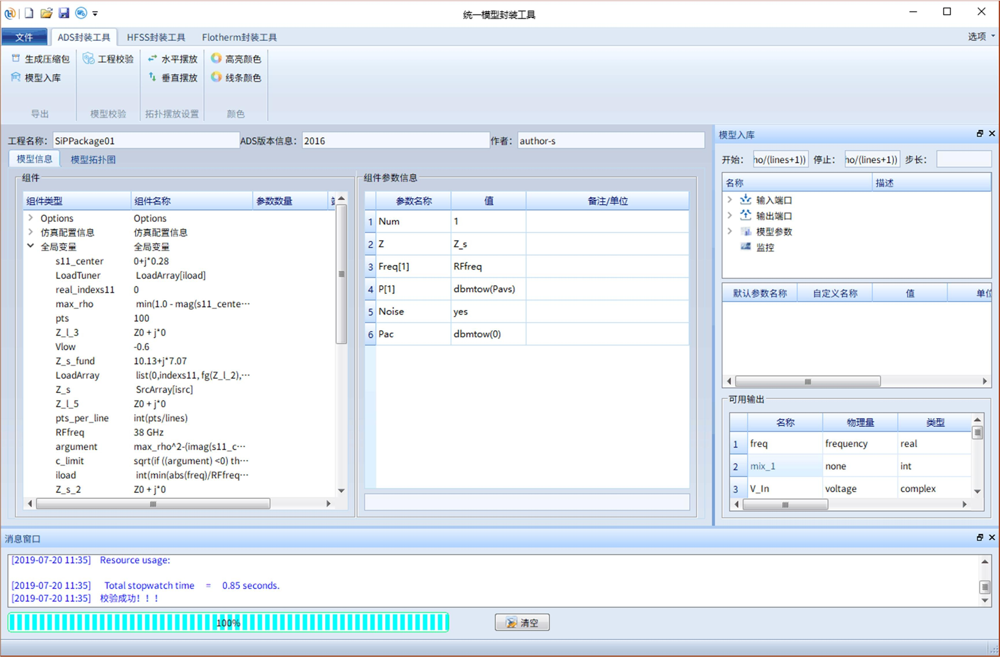 统一模型封装工具
文件 ADS封装工具 HFSS封装工具 Flotherm封装工具 选项
生成压缩包 工程校验 水平摆放 高亮颜色
模型入库 垂直摆放 线条颜色
导出 模型校验 拓扑摆放设置 颜色
工程名称: SiPPackage01 ADS版本信息: 2016 作者: author-s
模型信息 模型拓扑图
组件
组件类型 组件名称 参数数量
Options Options
仿真配置信息 仿真配置信息
全局变量 全局变量
s11_center 0+j*0.28
LoadTuner LoadArray[iload]
real_indexs11 0
max_rho min(1.0 - mag(s11_cente···
pts 100
Z_l_3 Z0 + j*0
Vlow -0.6
Z_s_fund 10.13+j*7.07
LoadArray list(0,indexs11, fg(Z_l_2),···
Z_s SrcArray[isrc]
Z_l_5 Z0 + j*0
pts_per_line int(pts/lines)
RFfreq 38 GHz
argument max_rho^2-(imag(s11_c···
c_limit sqrt(if ((argument) <0) th···
iload int(min(abs(freq)/RFfreq···
Z_s_2 Z0 + j*0
组件参数信息
参数名称 值 备注/单位
1 Num 1
2 Z Z_s
3 Freq[1] RFfreq
4 P[1] dbmtow(Pavs)
5 Noise yes
6 Pac dbmtow(0)
模型入库
开始: ho/(lines+1)) 停止: ho/(lines+1)) 步长:
名称 描述
输入端口
输出端口
模型参数
监控
默认参数名称 自定义名称 值 单位
可用输出
名称 物理量 类型
1 freq frequency real
2 mix_1 none int
3 V_In voltage complex
消息窗口
[2019-07-20 11:35] Resource usage:
[2019-07-20 11:35] Total stopwatch time = 0.85 seconds.
[2019-07-20 11:35] 校验成功！！！
100% 清空